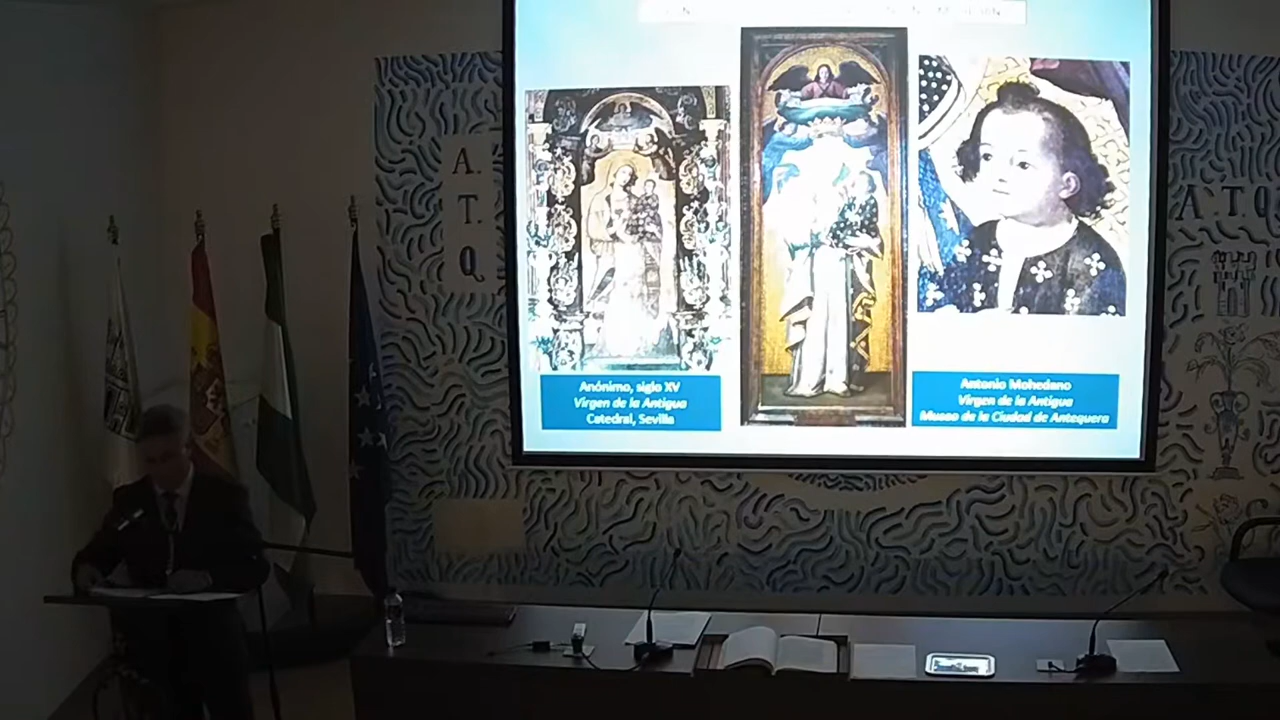 A.
T.
Q
A.T.Q
Anónimo, siglo XV
Virgen de la Antigua
Catedral, Sevilla
Antonio Mohedano
Virgen de la Antigua
Museo de la Ciudad de Antequera